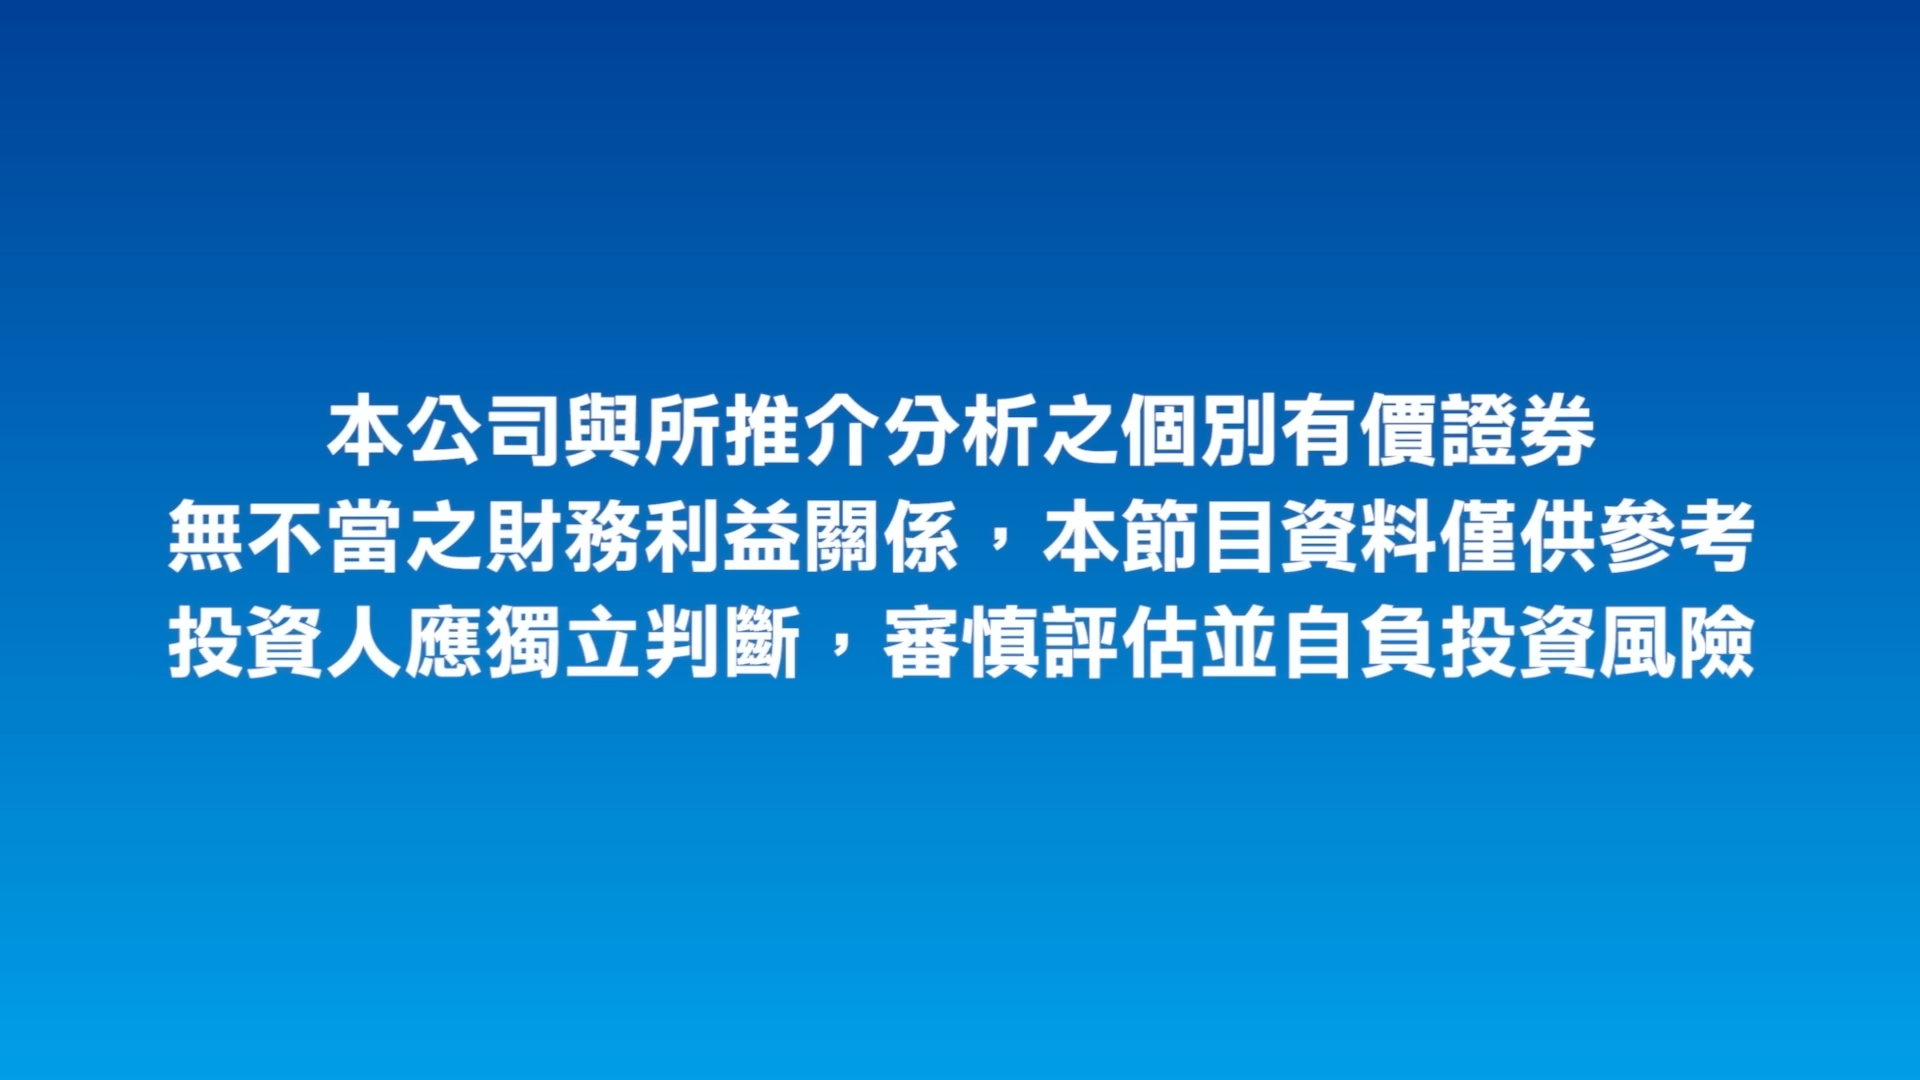 本公司與所推介分析之個別有價證券
無不當之財務利益關係，本節目資料僅供參考
投資人應獨立判斷，審慎評估並自負投資風險